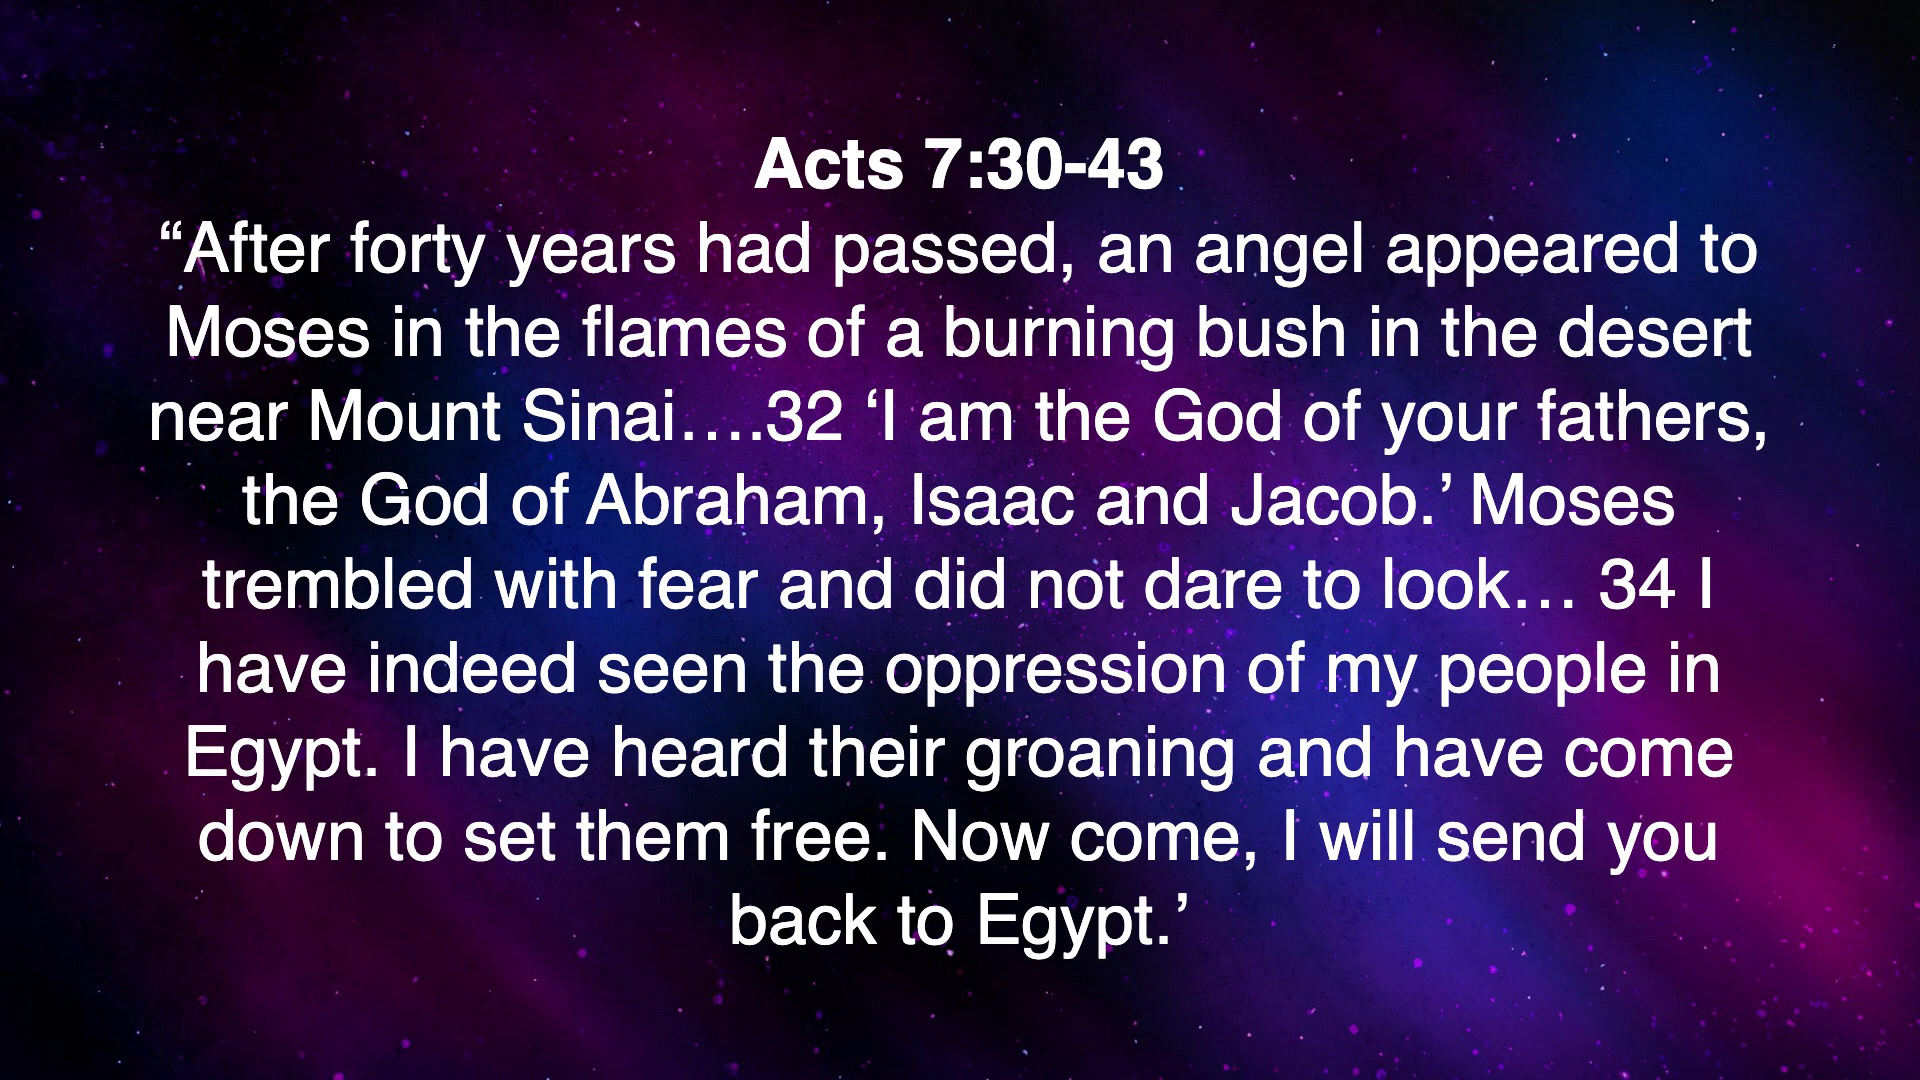 Acts 7:30-43
“After forty years had passed, an angel appeared to
Moses in the flames of a burning bush in the desert
near Mount Sinai….32 ‘I am the God of your fathers,
the God of Abraham, Isaac and Jacob.’ Moses
trembled with fear and did not dare to look… 34 I
have indeed seen the oppression of my people in
Egypt. I have heard their groaning and have come
down to set them free. Now come, I will send you
back to Egypt.’